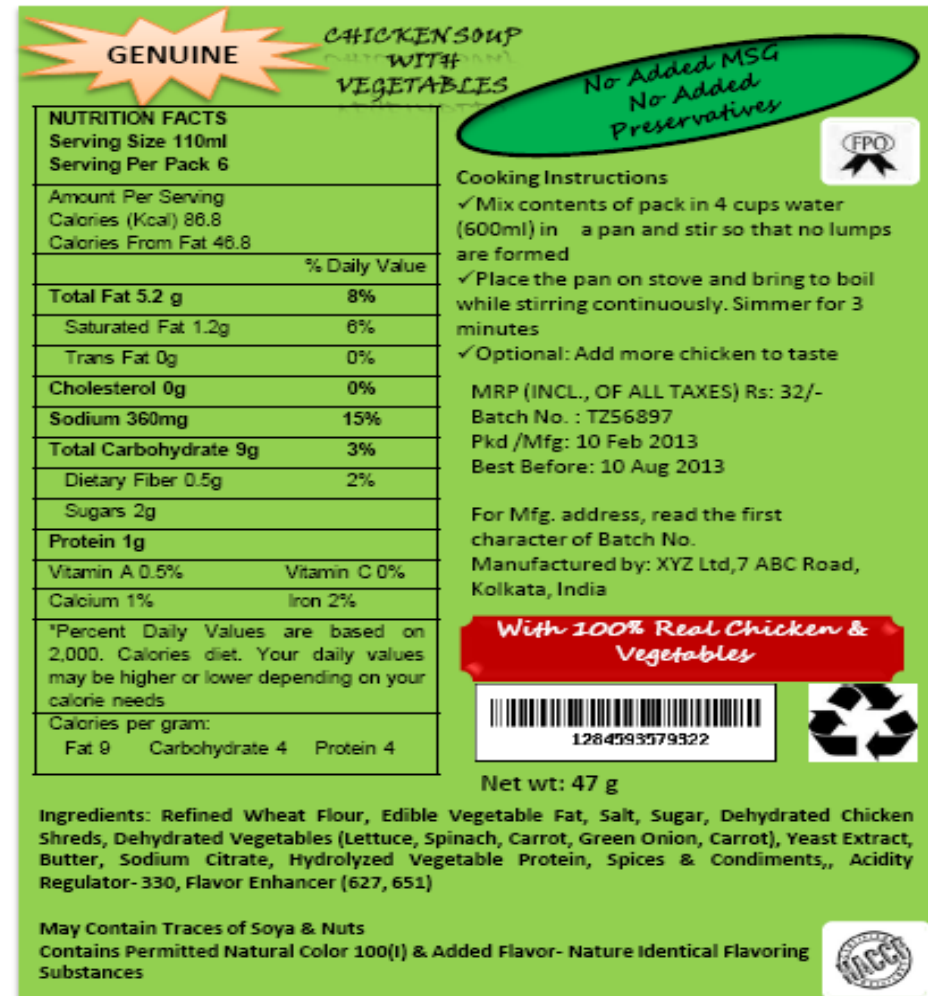 GENUINE
CHICKEN SOUP
WITH
VEGETABLES
No Added MSG
No Added
Preservatives
FPO
NUTRITION FACTS
Serving Size 110ml
Serving Per Pack 6
Amount Per Serving
Calories (Kcal) 86.8
Calories From Fat 46.8
% Daily Value
Total Fat 5.2 g 8%
Saturated Fat 1.2g 6%
Trans Fat 0g 0%
Cholesterol 0g 0%
Sodium 360mg 15%
Total Carbohydrate 9g 3%
Dietary Fiber 0.5g 2%
Sugars 2g
Protein 1g
Vitamin A 0.5% Vitamin C 0%
Calcium 1% Iron 2%
*Percent Daily Values are based on
2,000. Calories diet. Your daily values
may be higher or lower depending on your
calorie needs
Calories per gram:
Fat 9 Carbohydrate 4 Protein 4
Cooking Instructions
✓Mix contents of pack in 4 cups water
(600ml) in a pan and stir so that no lumps
are formed
✓Place the pan on stove and bring to boil
while stirring continuously. Simmer for 3
minutes
✓Optional: Add more chicken to taste
MRP (INCL., OF ALL TAXES) Rs: 32/-
Batch No. : TZ56897
Pkd /Mfg: 10 Feb 2013
Best Before: 10 Aug 2013
For Mfg. address, read the first
character of Batch No.
Manufactured by: XYZ Ltd,7 ABC Road,
Kolkata, India
With 100% Real Chicken &
Vegetables
1284593579322
Net wt: 47 g
Ingredients: Refined Wheat Flour, Edible Vegetable Fat, Salt, Sugar, Dehydrated Chicken
Shreds, Dehydrated Vegetables (Lettuce, Spinach, Carrot, Green Onion, Carrot), Yeast Extract,
Butter, Sodium Citrate, Hydrolyzed Vegetable Protein, Spices & Condiments,, Acidity
Regulator- 330, Flavor Enhancer (627, 651)
May Contain Traces of Soya & Nuts
Contains Permitted Natural Color 100(I) & Added Flavor- Nature Identical Flavoring
Substances
HACCP